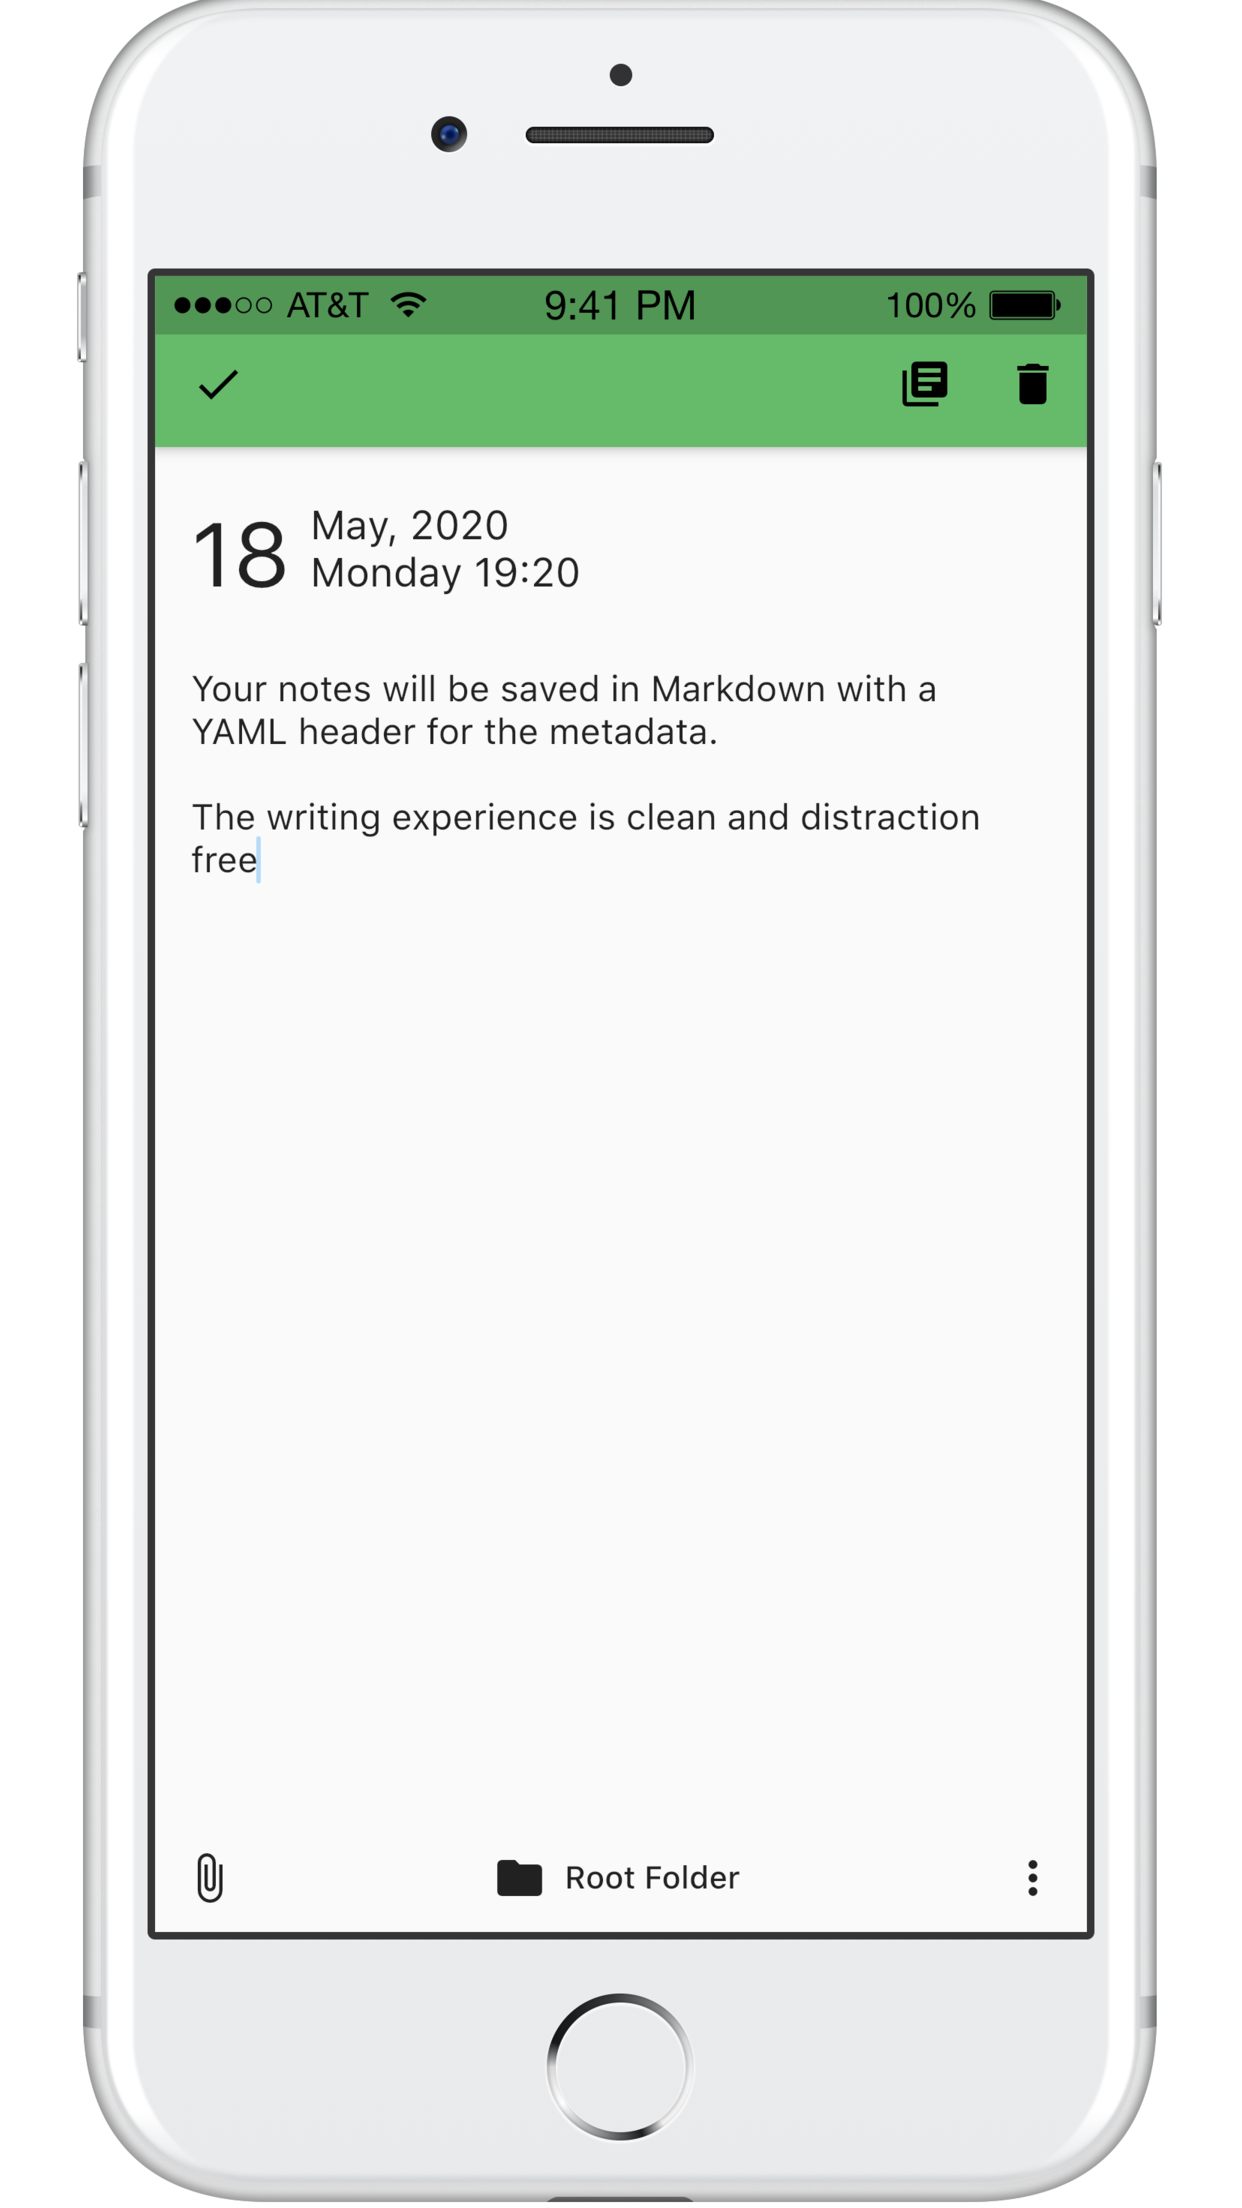 AT&T 9:41 PM 100%
18
May, 2020
Monday 19:20
Your notes will be saved in Markdown with a
YAML header for the metadata.
The writing experience is clean and distraction
free
Root Folder